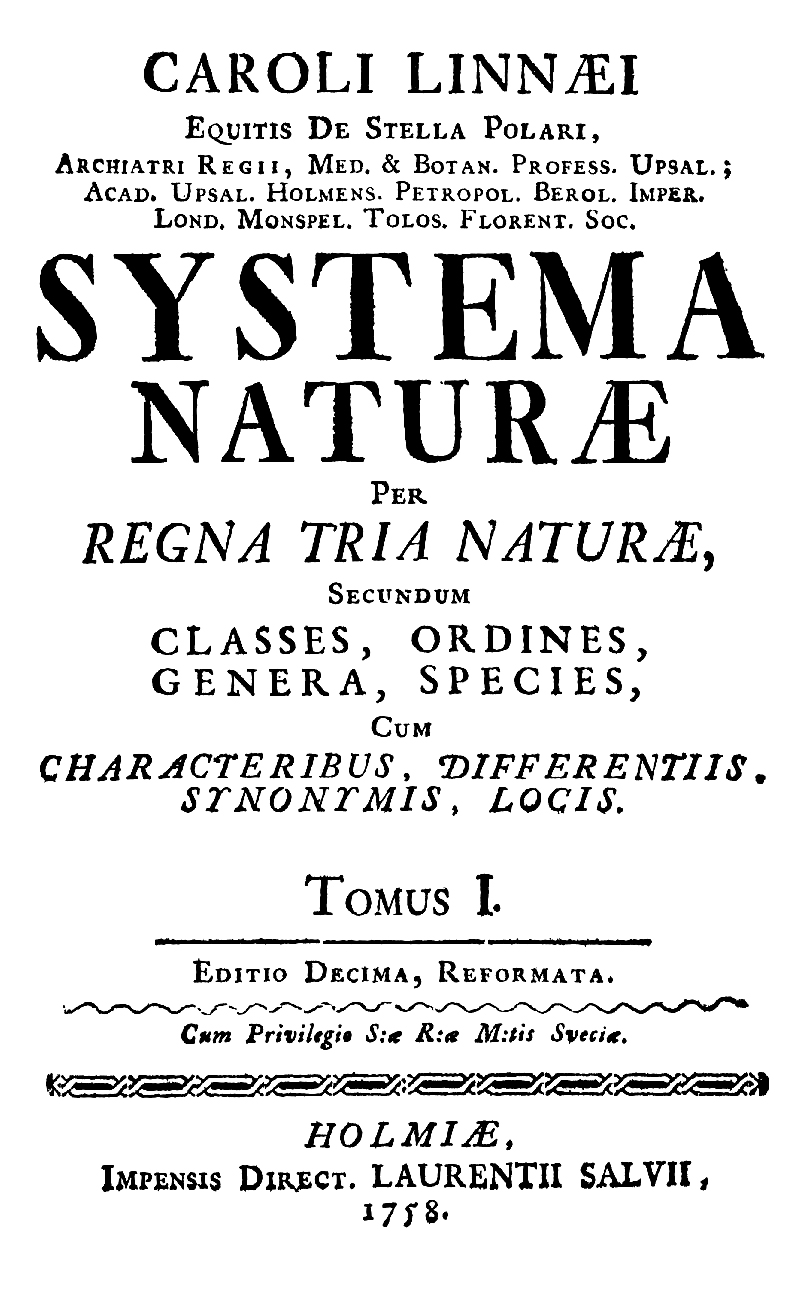 CAROLI LINNÆI
EQUITIS DE STELLA POLARI,
ARCHIATRI REGII, MED. & BOTAN. PROFESS. UPSAL.;
ACAD. UPSAL. HOLMENS. PETROPOL. BEROL. IMPER.
LOND. MONSPEL. TOLOS. FLORENT. SOC.
SYSTEMA
NATURÆ
PER
REGNA TRIA NATURÆ,
SECUNDUM
CLASSES, ORDINES,
GENERA, SPECIES,
CUM
CHARACTERIBUS, DIFFERENTIIS.
SYNONYMIS, LOCIS.
TOMUS I.
EDITIO DECIMA, REFORMATA.
Cum Privilegio S:æ R:æ M:tis Sveciæ.
HOLMIÆ,
IMPENSIS DIRECT. LAURENTII SALVII,
1758.